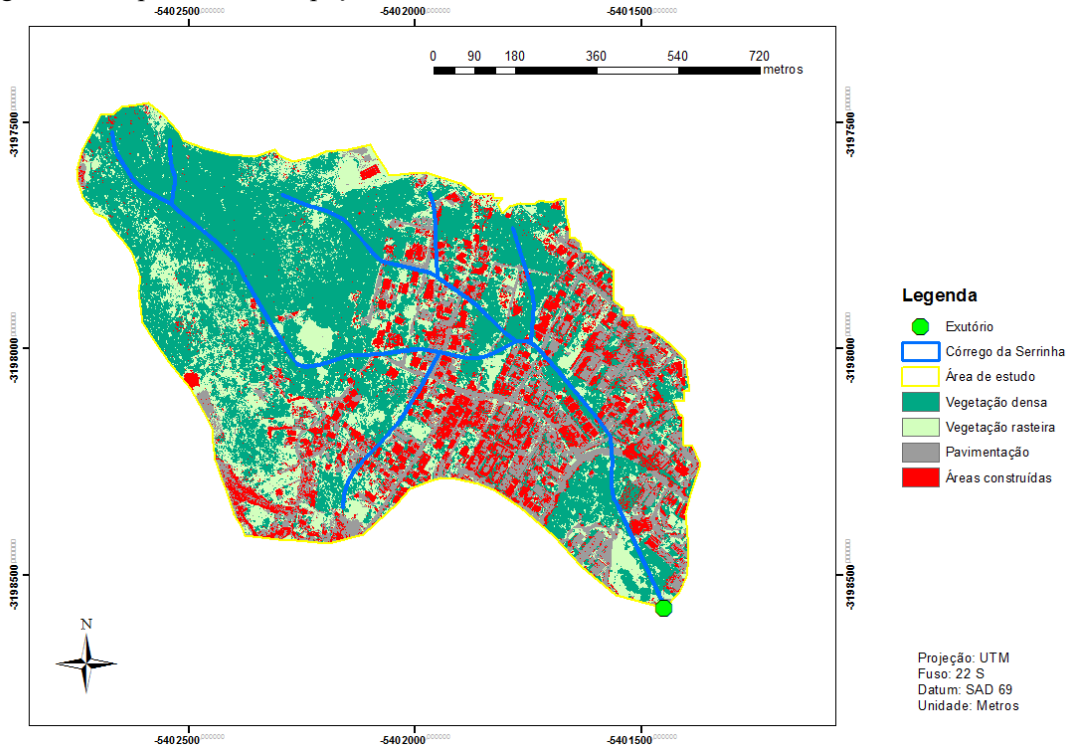 -5402500 -5402000 -5401500
0 90 180 360 540 720
metros
-3197500 -3197500
-3198000 -3198000
-3198500 -3198500
Legenda
Exutório
Córrego da Serrinha
Área de estudo
Vegetação densa
Vegetação rasteira
Pavimentação
Áreas construídas
N
Projeção: UTM
Fuso: 22 S
Datum: SAD 69
Unidade: Metros
-5402500 -5402000 -5401500